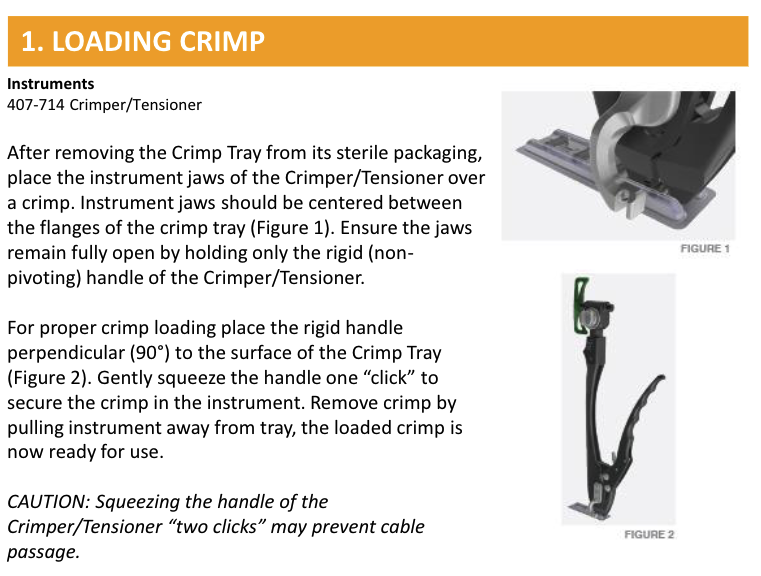 1. LOADING CRIMP
Instruments
407-714 Crimper/Tensioner
After removing the Crimp Tray from its sterile packaging,
place the instrument jaws of the Crimper/Tensioner over
a crimp. Instrument jaws should be centered between
the flanges of the crimp tray (Figure 1). Ensure the jaws
remain fully open by holding only the rigid (non-
pivoting) handle of the Crimper/Tensioner.
For proper crimp loading place the rigid handle
perpendicular (90°) to the surface of the Crimp Tray
(Figure 2). Gently squeeze the handle one “click” to
secure the crimp in the instrument. Remove crimp by
pulling instrument away from tray, the loaded crimp is
now ready for use.
CAUTION: Squeezing the handle of the
Crimper/Tensioner “two clicks” may prevent cable
passage.
FIGURE 1
FIGURE 2